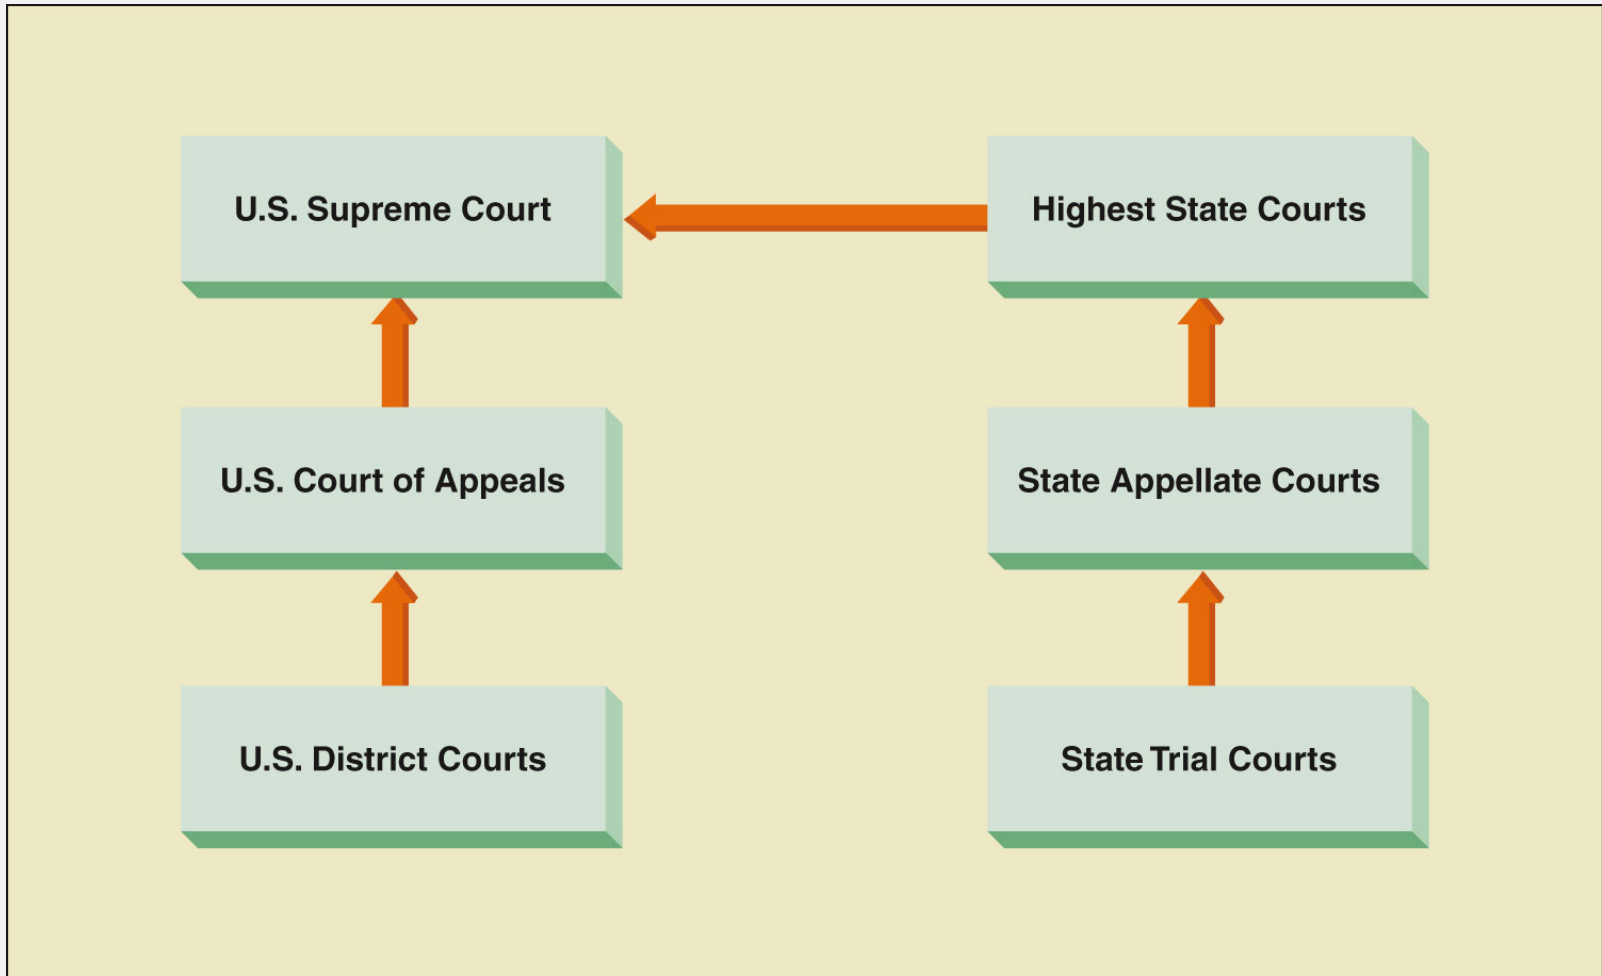 U.S. Supreme Court
Highest State Courts
U.S. Court of Appeals
State Appellate Courts
U.S. District Courts
State Trial Courts